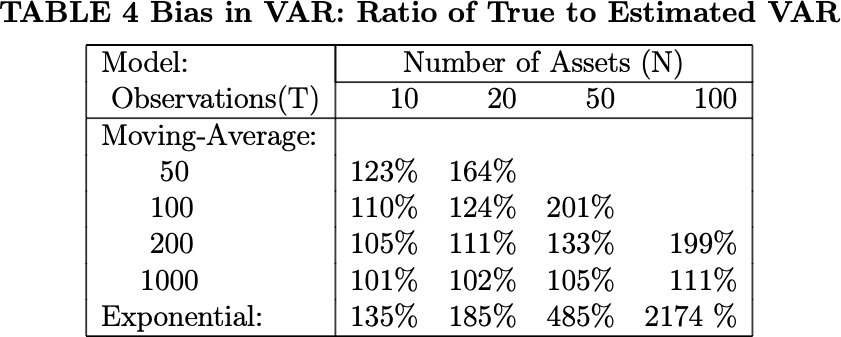 TABLE 4 Bias in VAR: Ratio of True to Estimated VAR
Model: Number of Assets (N)
Observations(T) 10 20 50 100
Moving-Average:
50 123% 164%
100 110% 124% 201%
200 105% 111% 133% 199%
1000 101% 102% 105% 111%
Exponential: 135% 185% 485% 2174 %